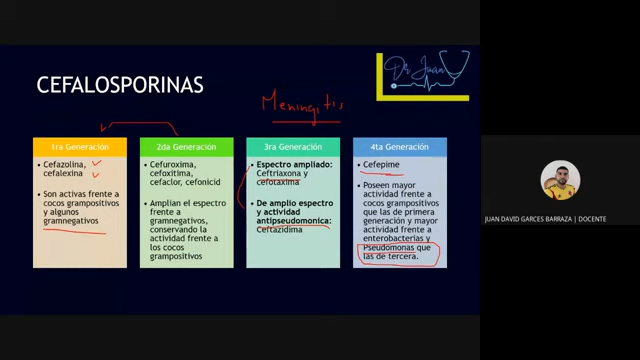 Dr. Juan
CEFALOSPORINAS
Meningitis
1ra Generación
• Cefazolina,
cefalexina
• Son activas frente a
cocos grampositivos y
algunos
gramnegativos
2da Generación
• Cefuroxima,
cefoxitima,
cefaclor, cefonicid
• Amplian el espectro
frente a
gramnegativos,
conservando la
actividad frente a
los cocos
grampositivos
3ra Generación
• Espectro ampliado:
Ceftriaxona y
cefotaxima
• De amplio espectro
y actividad
antipseudomonica:
Ceftazidima
4ta Generación
• Cefepime
• Poseen mayor
actividad frente a
cocos grampositivos
que las de primera
generación y mayor
actividad frente a
enterobacterias y
Pseudomonas que
las de tercera.
JUAN DAVID GARCES BARRAZA | DOCENTE